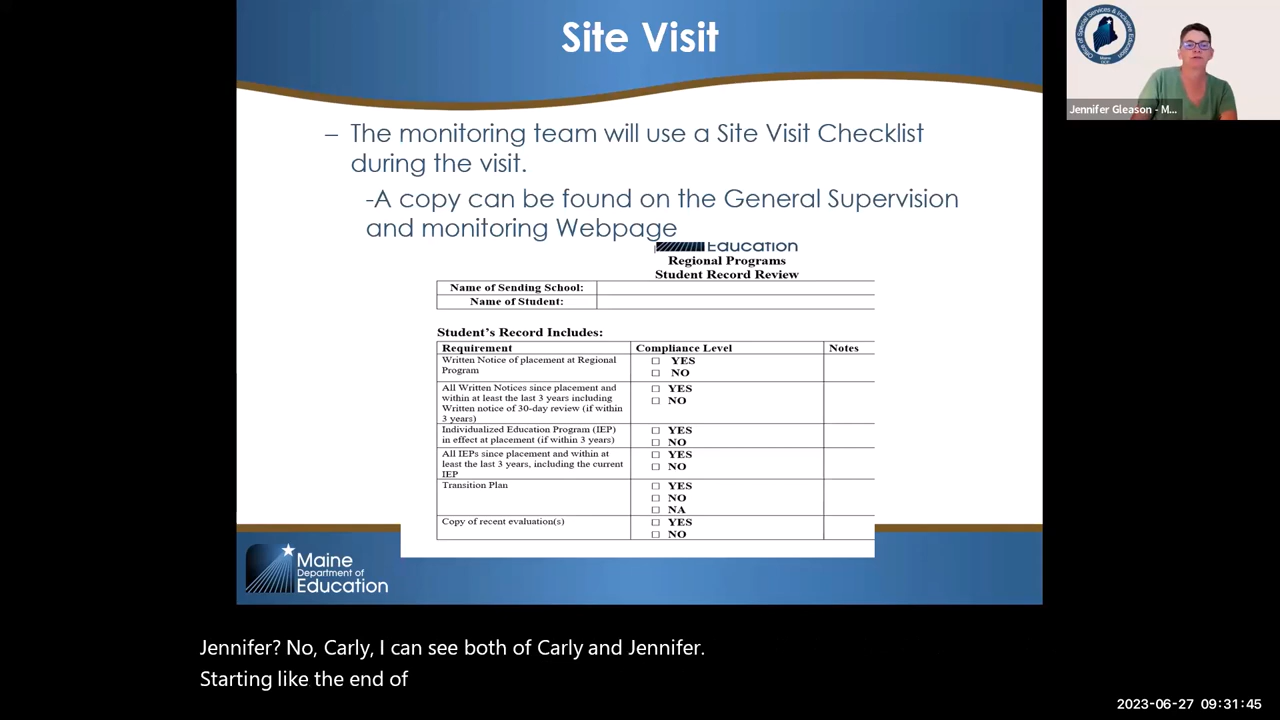 Site Visit
– The monitoring team will use a Site Visit Checklist
during the visit.
-A copy can be found on the General Supervision
and monitoring Webpage
Education
Regional Programs
Student Record Review
Name of Sending School:
Name of Student:
Student's Record Includes:
Requirement Compliance Level Notes
Written Notice of placement at Regional
Program
☐ YES
☐ NO
All Written Notices since placement and
within at least the last 3 years including
Written notice of 30-day review (if within
3 years)
☐ YES
☐ NO
Individualized Education Program (IEP)
in effect at placement (if within 3 years)
☐ YES
☐ NO
All IEPs since placement and within at
least the last 3 years, including the current
IEP
☐ YES
☐ NO
Transition Plan
☐ YES
☐ NO
☐ NA
Copy of recent evaluation(s)
☐ YES
☐ NO
Maine
Department of
Education
Office of Special Services & Inclusive Education
Maine
Jennifer Gleason - M...
Jennifer? No, Carly, I can see both of Carly and Jennifer.
Starting like the end of
2023-06-27 09:31:45